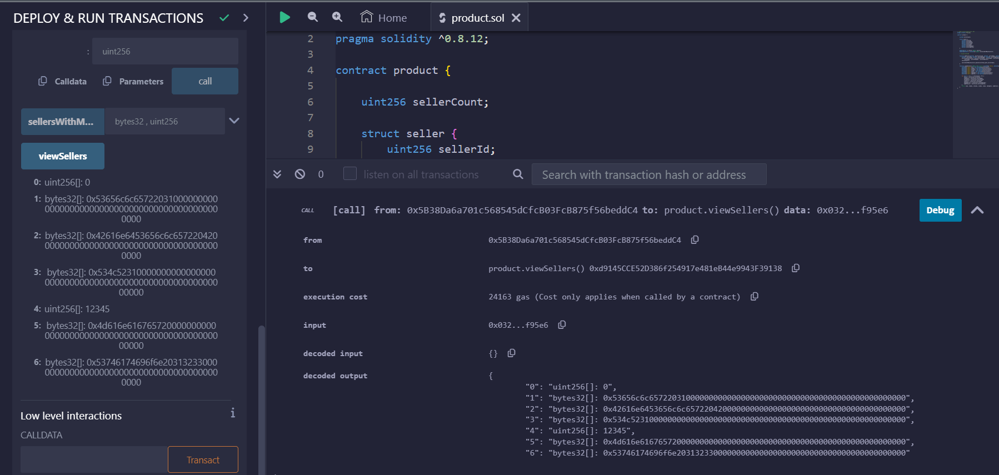 DEPLOY & RUN TRANSACTIONS
: uint256
Calldata Parameters call
sellersWithM... bytes32 , uint256
viewSellers
0: uint256[]: 0
1: bytes32[]: 0x53656c6c65722031000000000
000000000000000000000000000000000000
0000
2: bytes32[]: 0x42616e6453656c6c657220420
000000000000000000000000000000000000
0000
3: bytes32[]: 0x534c52310000000000000000
000000000000000000000000000000000000
00000
4: uint256[]: 12345
5: bytes32[]: 0x4d616e616765720000000000
000000000000000000000000000000000000
00000
6: bytes32[]: 0x53746174696f6e20313233000
000000000000000000000000000000000000
0000
Low level interactions i
CALLDATA
Transact
Home product.sol
2 pragma solidity ^0.8.12;
3
4 contract product {
5
6 uint256 sellerCount;
7
8 struct seller {
9 uint256 sellerId;
0 listen on all transactions Search with transaction hash or address
CALL [call] from: 0x5B38Da6a701c568545dCfcB03FcB875f56beddC4 to: product.viewSellers() data: 0x032...f95e6 Debug
from 0x5B38Da6a701c568545dCfcB03FcB875f56beddC4
to product.viewSellers() 0xd9145CCE52D386f254917e481eB44e9943F39138
execution cost 24163 gas (Cost only applies when called by a contract)
input 0x032...f95e6
decoded input {}
decoded output {
"0": "uint256[]: 0",
"1": "bytes32[]: 0x53656c6c65722031000000000000000000000000000000000000000000000000",
"2": "bytes32[]: 0x42616e6453656c6c657220420000000000000000000000000000000000000000",
"3": "bytes32[]: 0x534c523100000000000000000000000000000000000000000000000000000000",
"4": "uint256[]: 12345",
"5": "bytes32[]: 0x4d616e6167657200000000000000000000000000000000000000000000000000",
"6": "bytes32[]: 0x53746174696f6e20313233000000000000000000000000000000000000000000"